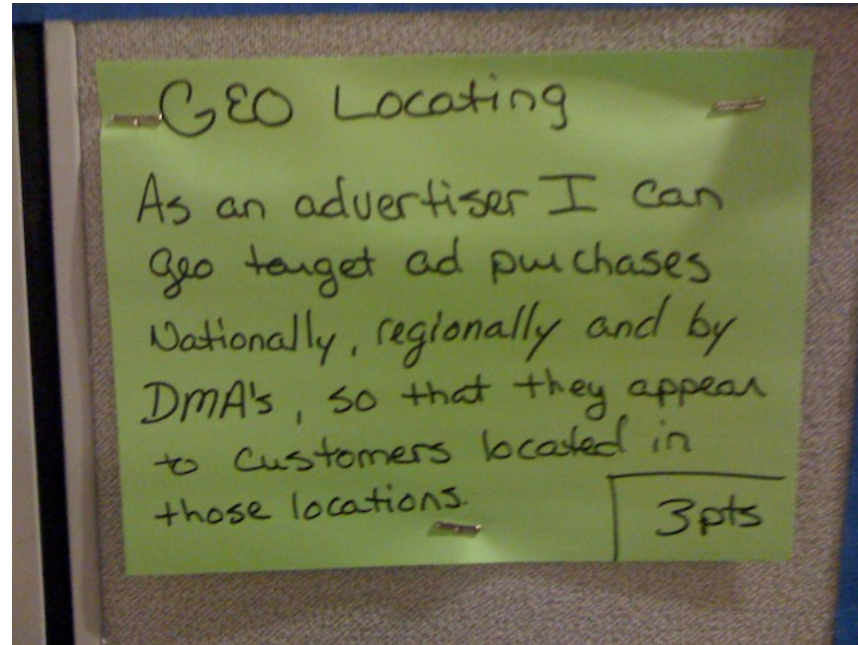 GEO Locating
As an advertiser I can
geo target ad purchases
Nationally, regionally and by
DMA's, so that they appear
to customers located in
those locations.
3pts